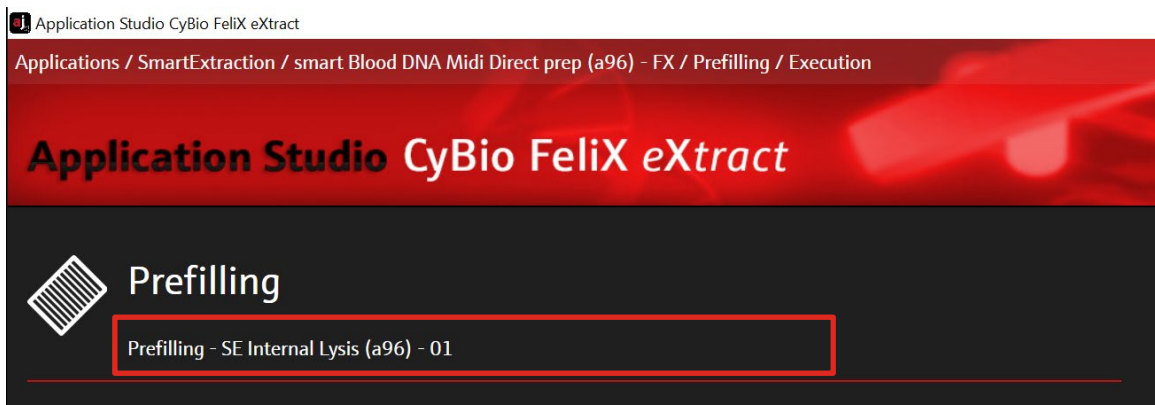 aj Application Studio CyBio FeliX eXtract
Applications / SmartExtraction / smart Blood DNA Midi Direct prep (a96) - FX / Prefilling / Execution
Application Studio CyBio FeliX eXtract
Prefilling
Prefilling - SE Internal Lysis (a96) - 01